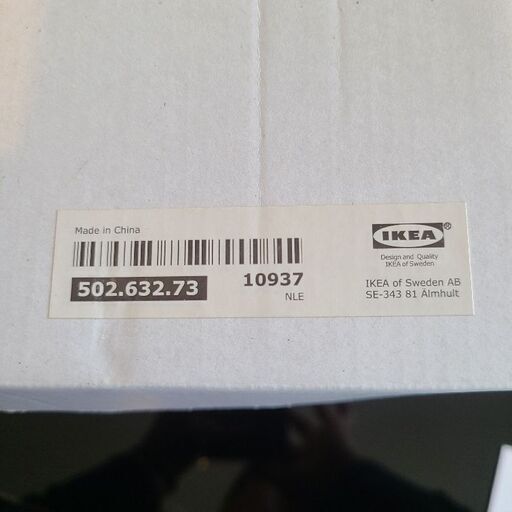 Made in China
502.632.73
10937
NLE
IKEA®
Design and Quality
IKEA of Sweden
IKEA of Sweden AB
SE-343 81 Älmhult